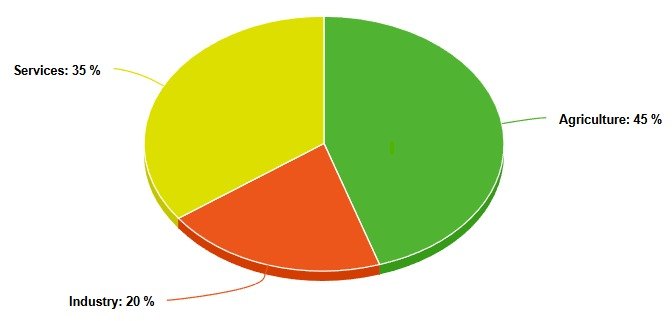 Services: 35 %
Agriculture: 45 %
Industry: 20 %